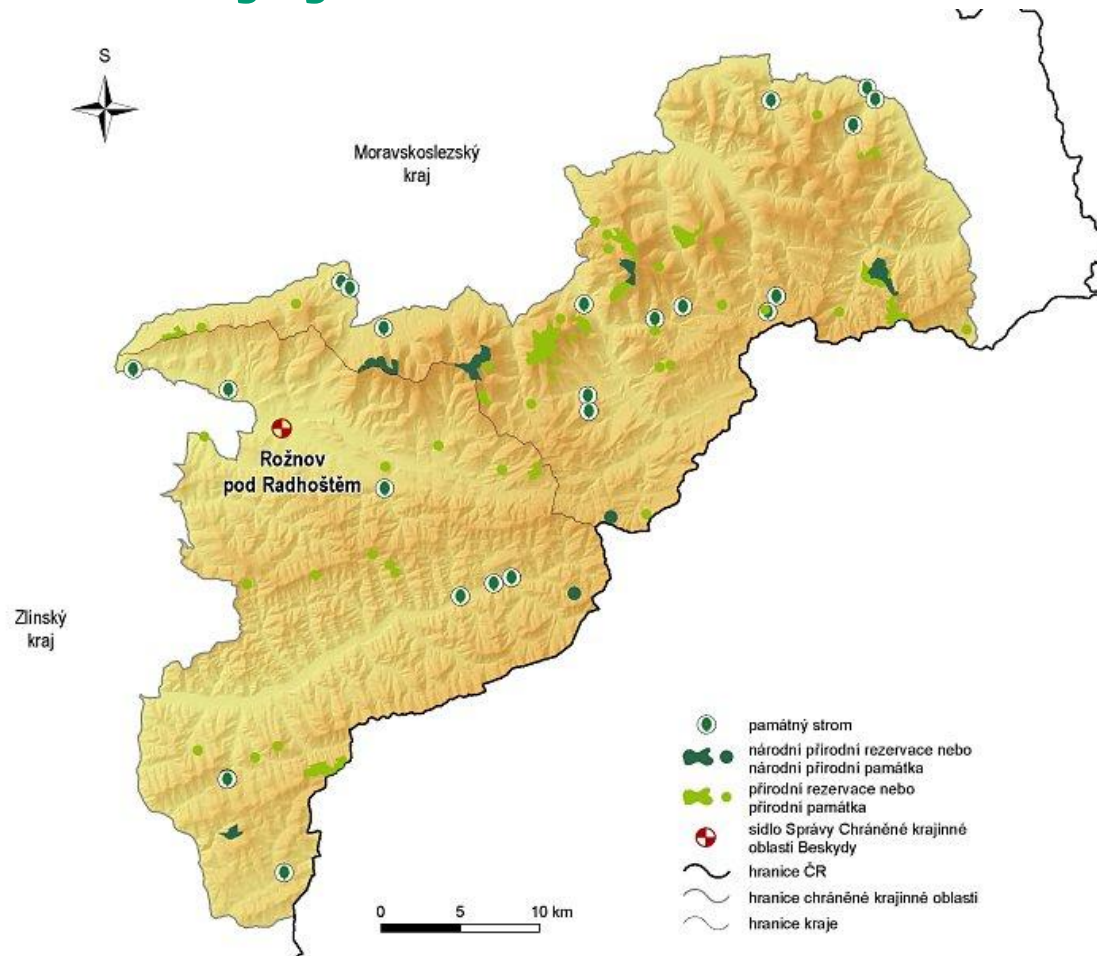 S
Moravskoslezský
kraj
Rožnov
pod Radhoštěm
Zlínský
kraj
památný strom
národní přírodní rezervace nebo
národní přírodní památka
přírodní rezervace nebo
přírodní památka
sídlo Správy Chráněné krajinné
oblasti Beskydy
hranice ČR
hranice chráněné krajinné oblasti
hranice kraje
0 5 10 km